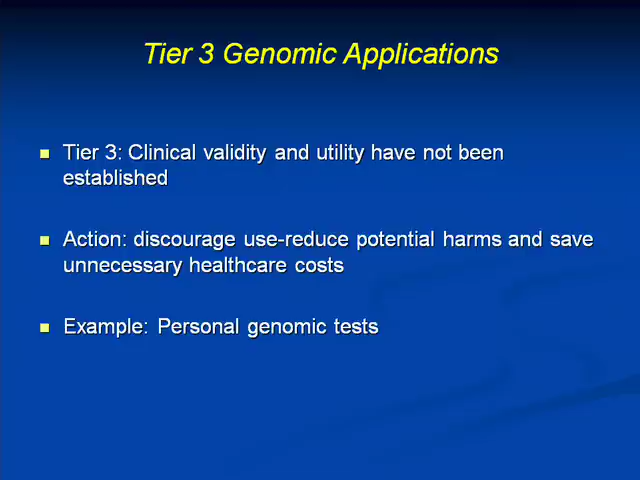 Tier 3 Genomic Applications
Tier 3: Clinical validity and utility have not been
established
Action: discourage use-reduce potential harms and save
unnecessary healthcare costs
Example: Personal genomic tests